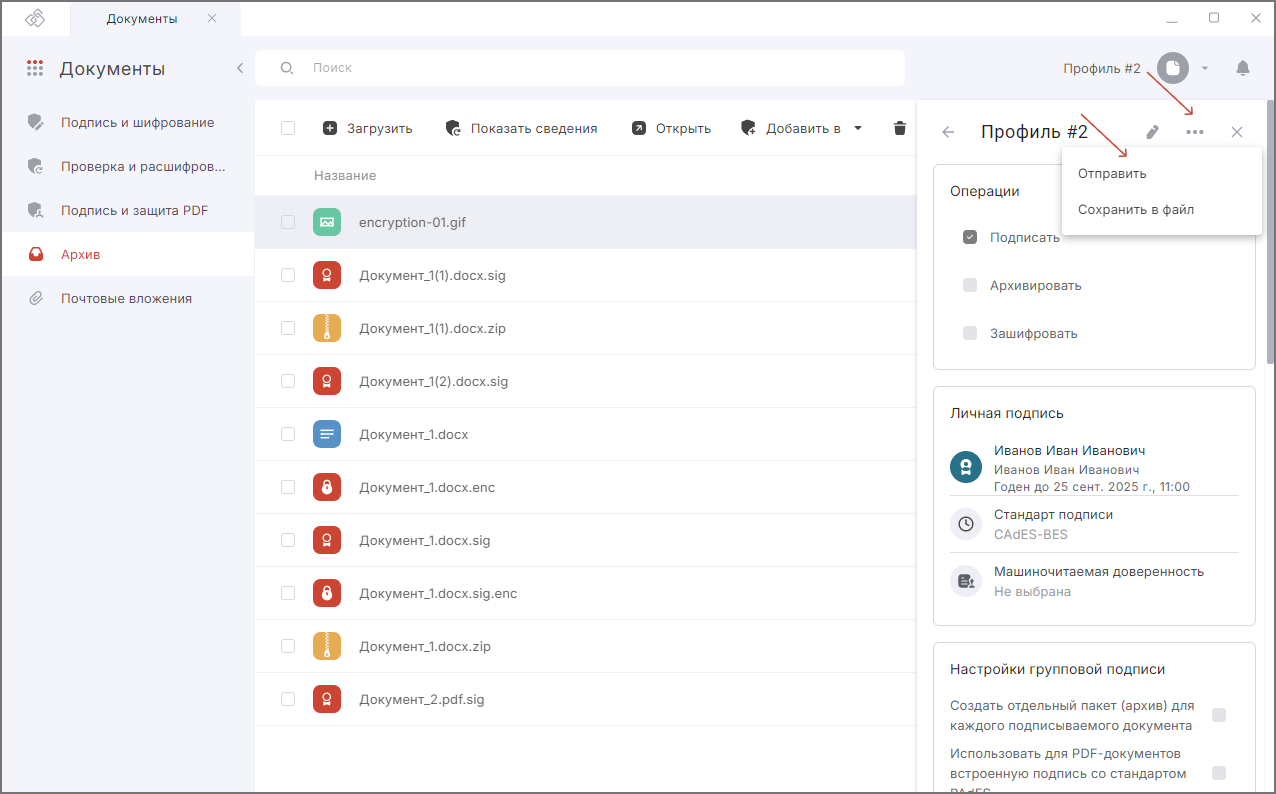 Документы
Документы
Поиск
Профиль #2
Подпись и шифрование
Проверка и расшифров...
Подпись и защита PDF
Архив
Почтовые вложения
Загрузить
Показать сведения
Открыть
Добавить в
Название
encryption-01.gif
Документ_1(1).docx.sig
Документ_1(1).docx.zip
Документ_1(2).docx.sig
Документ_1.docx
Документ_1.docx.enc
Документ_1.docx.sig
Документ_1.docx.sig.enc
Документ_1.docx.zip
Документ_2.pdf.sig
Профиль #2
Отправить
Сохранить в файл
Операции
Подписать
Архивировать
Зашифровать
Личная подпись
Иванов Иван Иванович
Иванов Иван Иванович
Годен до 25 сент. 2025 г., 11:00
Стандарт подписи
CAdES-BES
Машиночитаемая доверенность
Не выбрана
Настройки групповой подписи
Создать отдельный пакет (архив) для
каждого подписываемого документа
Использовать для PDF-документов
встроенную подпись со стандартом
PAdES